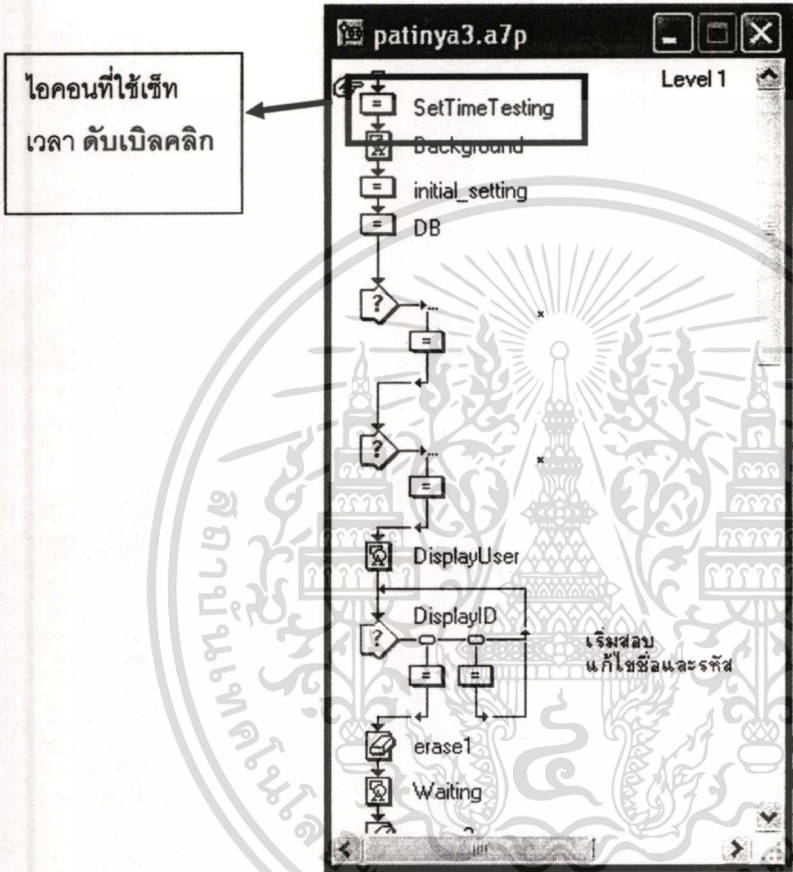 ไอคอนที่ใช้เซ็ท
เวลา ดับเบิลคลิก
patinya3.a7p
Level 1
SetTimeTesting
Background
initial_setting
DB
DisplayUser
DisplayID
เริ่มสอบ
แก้ไขชื่อและรหัส
erase1
Waiting